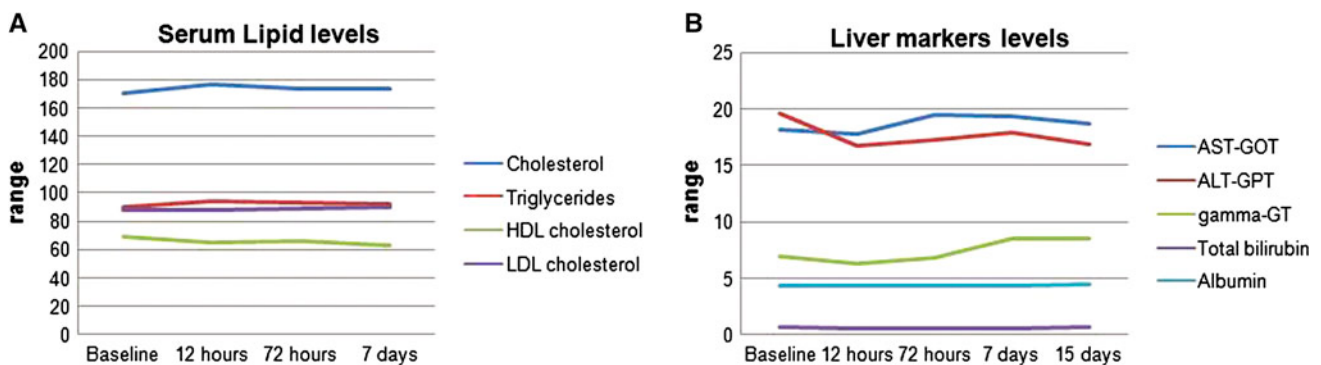 A
Serum Lipid levels
range
200
180
160
140
120
100
80
60
40
20
0
Baseline 12 hours 72 hours 7 days
Cholesterol
Triglycerides
HDL cholesterol
LDL cholesterol
B
Liver markers levels
range
25
20
15
10
5
0
Baseline 12 hours 72 hours 7 days 15 days
AST-GOT
ALT-GPT
gamma-GT
Total bilirubin
Albumin